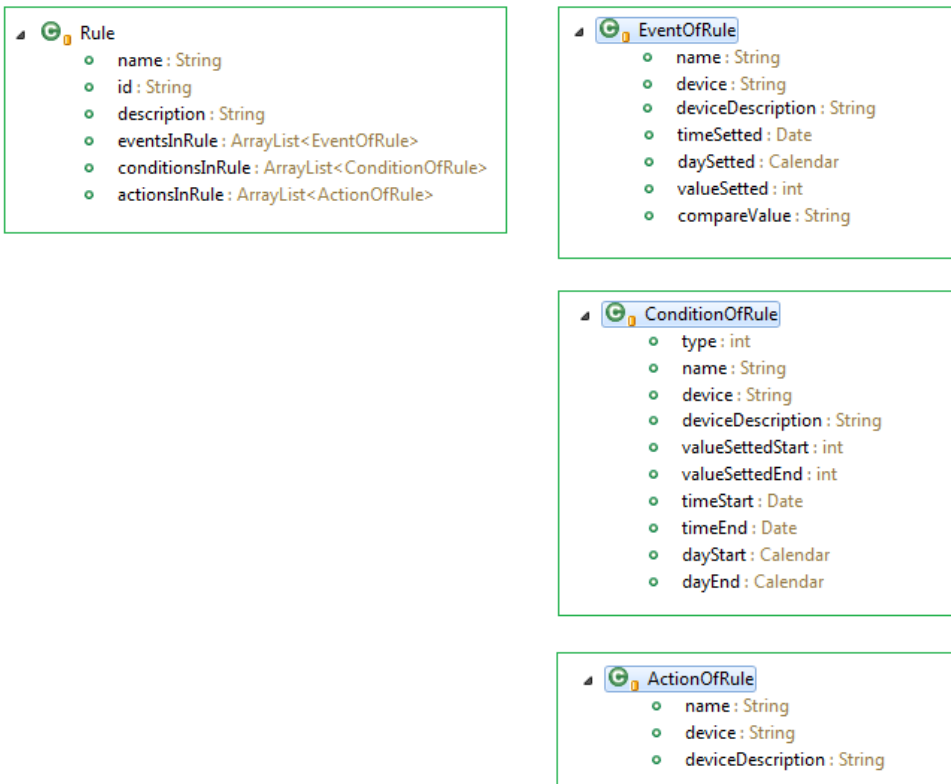 Rule
name : String
id : String
description : String
eventsInRule : ArrayList<EventOfRule>
conditionsInRule : ArrayList<ConditionOfRule>
actionsInRule : ArrayList<ActionOfRule>
EventOfRule
name : String
device : String
deviceDescription : String
timeSetted : Date
daySetted : Calendar
valueSetted : int
compareValue : String
ConditionOfRule
type : int
name : String
device : String
deviceDescription : String
valueSettedStart : int
valueSettedEnd : int
timeStart : Date
timeEnd : Date
dayStart : Calendar
dayEnd : Calendar
ActionOfRule
name : String
device : String
deviceDescription : String